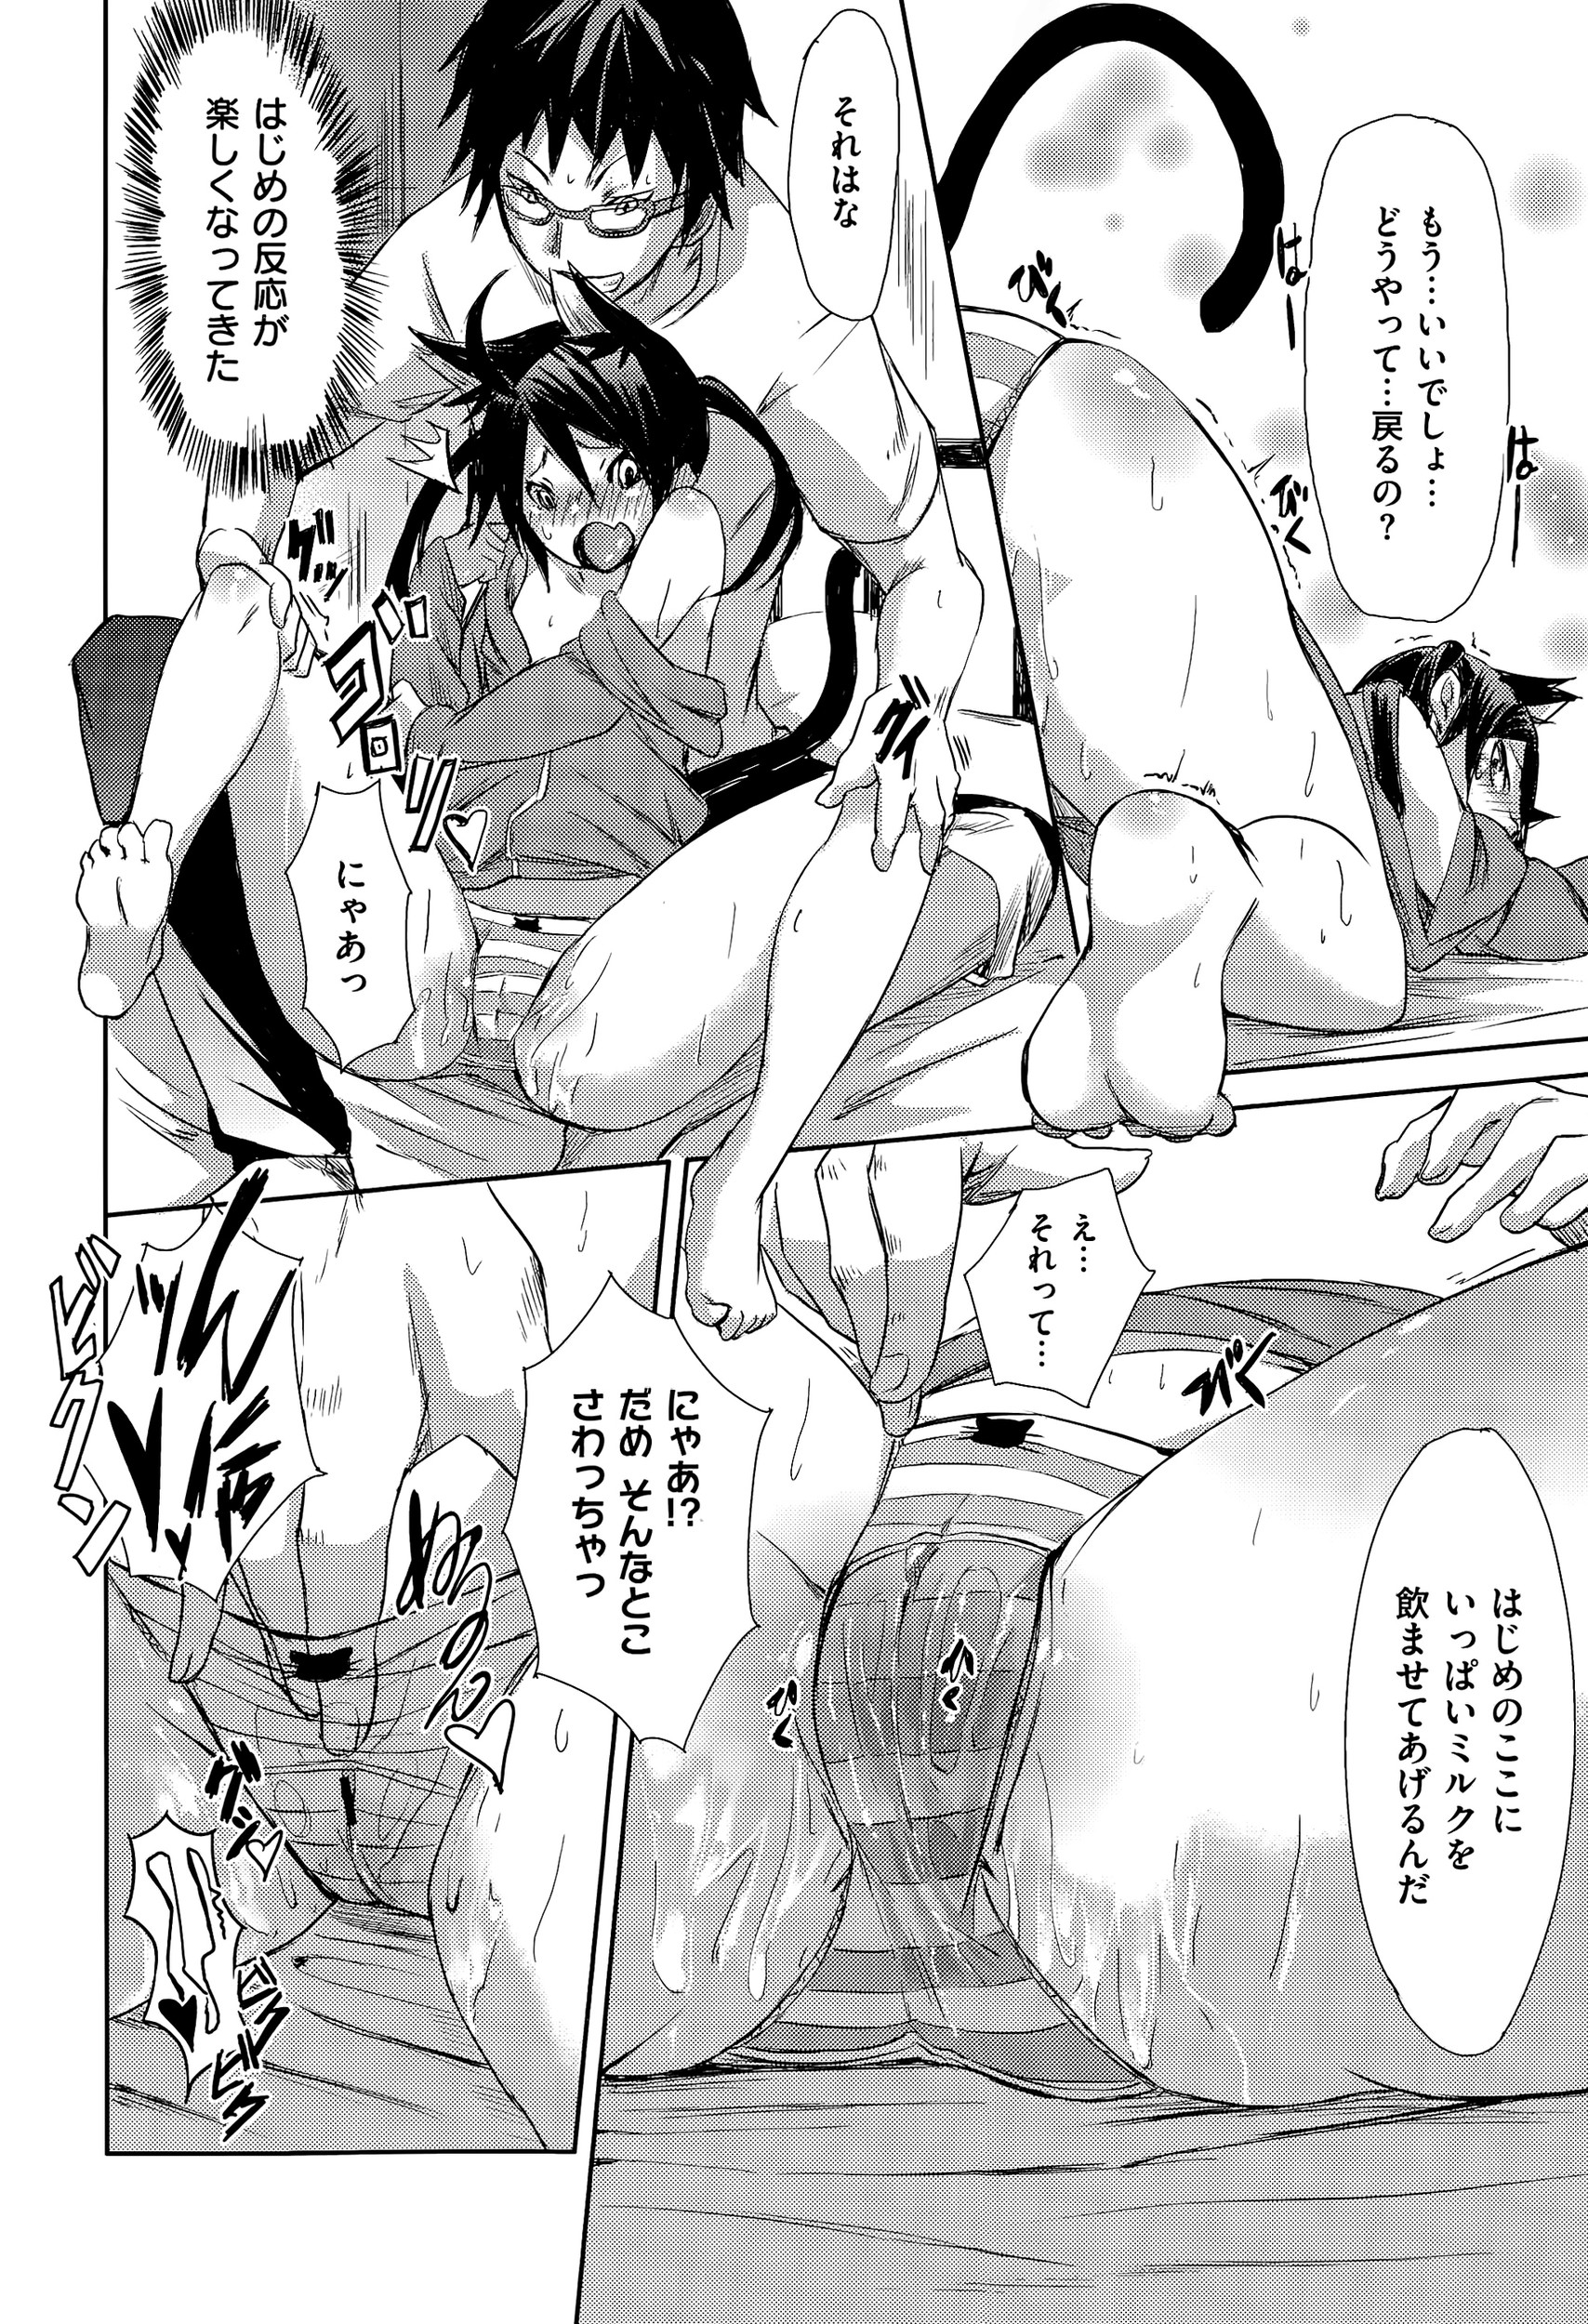 もう…いいでしょ…
どうやって…戻るの?
はー
はー
びくっ
びくっ
それはな
はじめの反応が
楽しくなってきた
グッ
グイ
にゃあっ
はじめのここに
いっぱいミルクを
飲ませてあげるんだ
え…
それって…
びく
びく
にゃあ!?
だめ そんなとこ
さわっちゃっ
ビクン